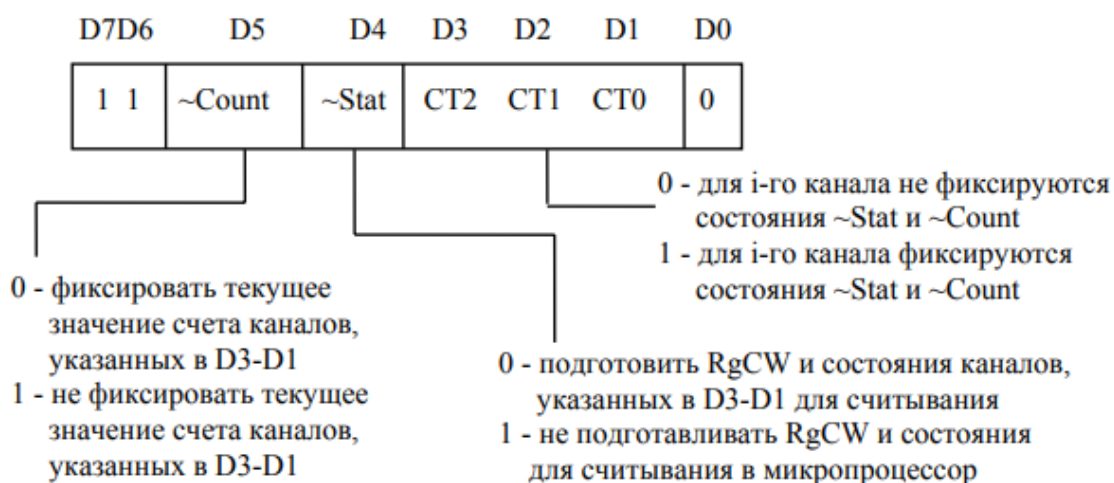 D7D6 D5 D4 D3 D2 D1 D0
1 1 ~Count ~Stat CT2 CT1 CT0 0
0 - для i-го канала не фиксируются
состояния ~Stat и ~Count
1 - для i-го канала фиксируются
состояния ~Stat и ~Count
0 - фиксировать текущее
значение счета каналов,
указанных в D3-D1
1 - не фиксировать текущее
значение счета каналов,
указанных в D3-D1
0 - подготовить RgCW и состояния каналов,
указанных в D3-D1 для считывания
1 - не подготавливать RgCW и состояния
для считывания в микропроцессор